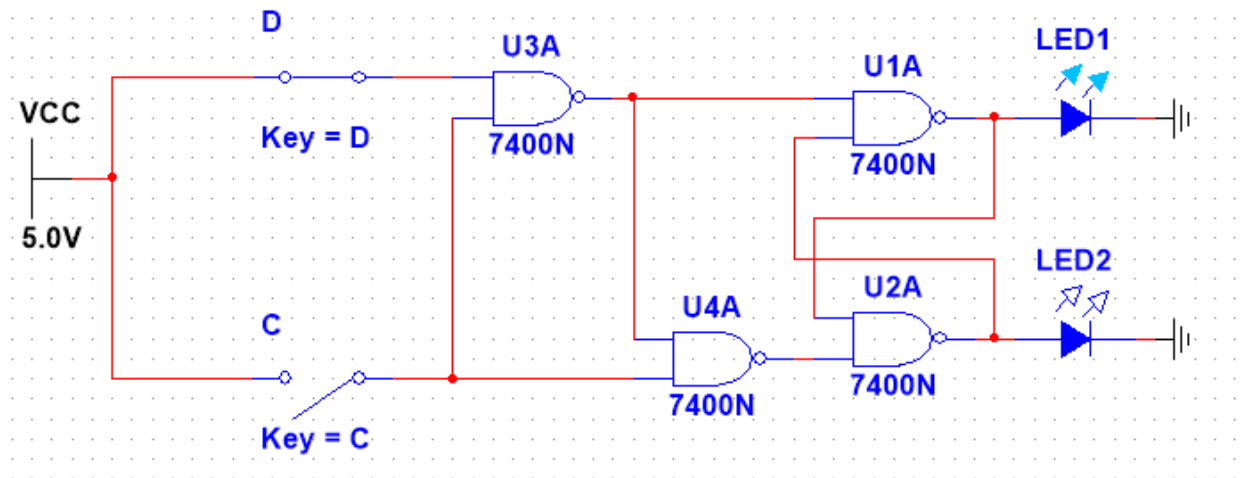 D
U3A
LED1
U1A
VCC
Key = D
7400N
7400N
5.0V
LED2
U2A
C
U4A
7400N
7400N
Key = C